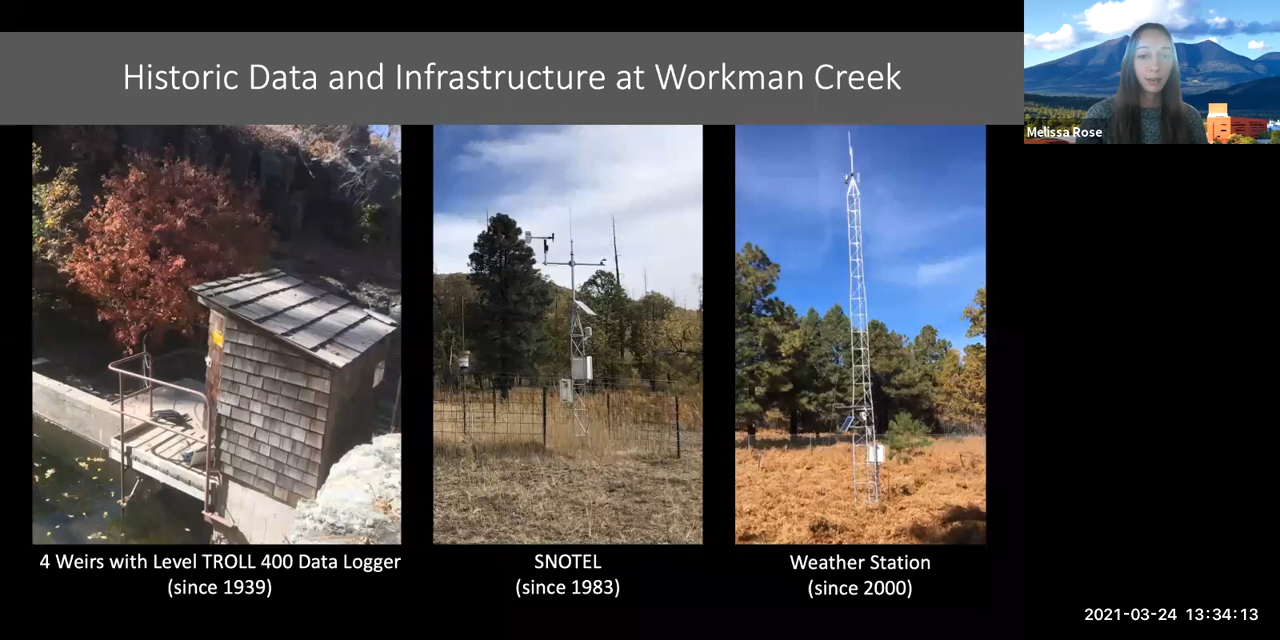 Historic Data and Infrastructure at Workman Creek
Melissa Rose
4 Weirs with Level TROLL 400 Data Logger
(since 1939)
SNOTEL
(since 1983)
Weather Station
(since 2000)
2021-03-24 13:34:13